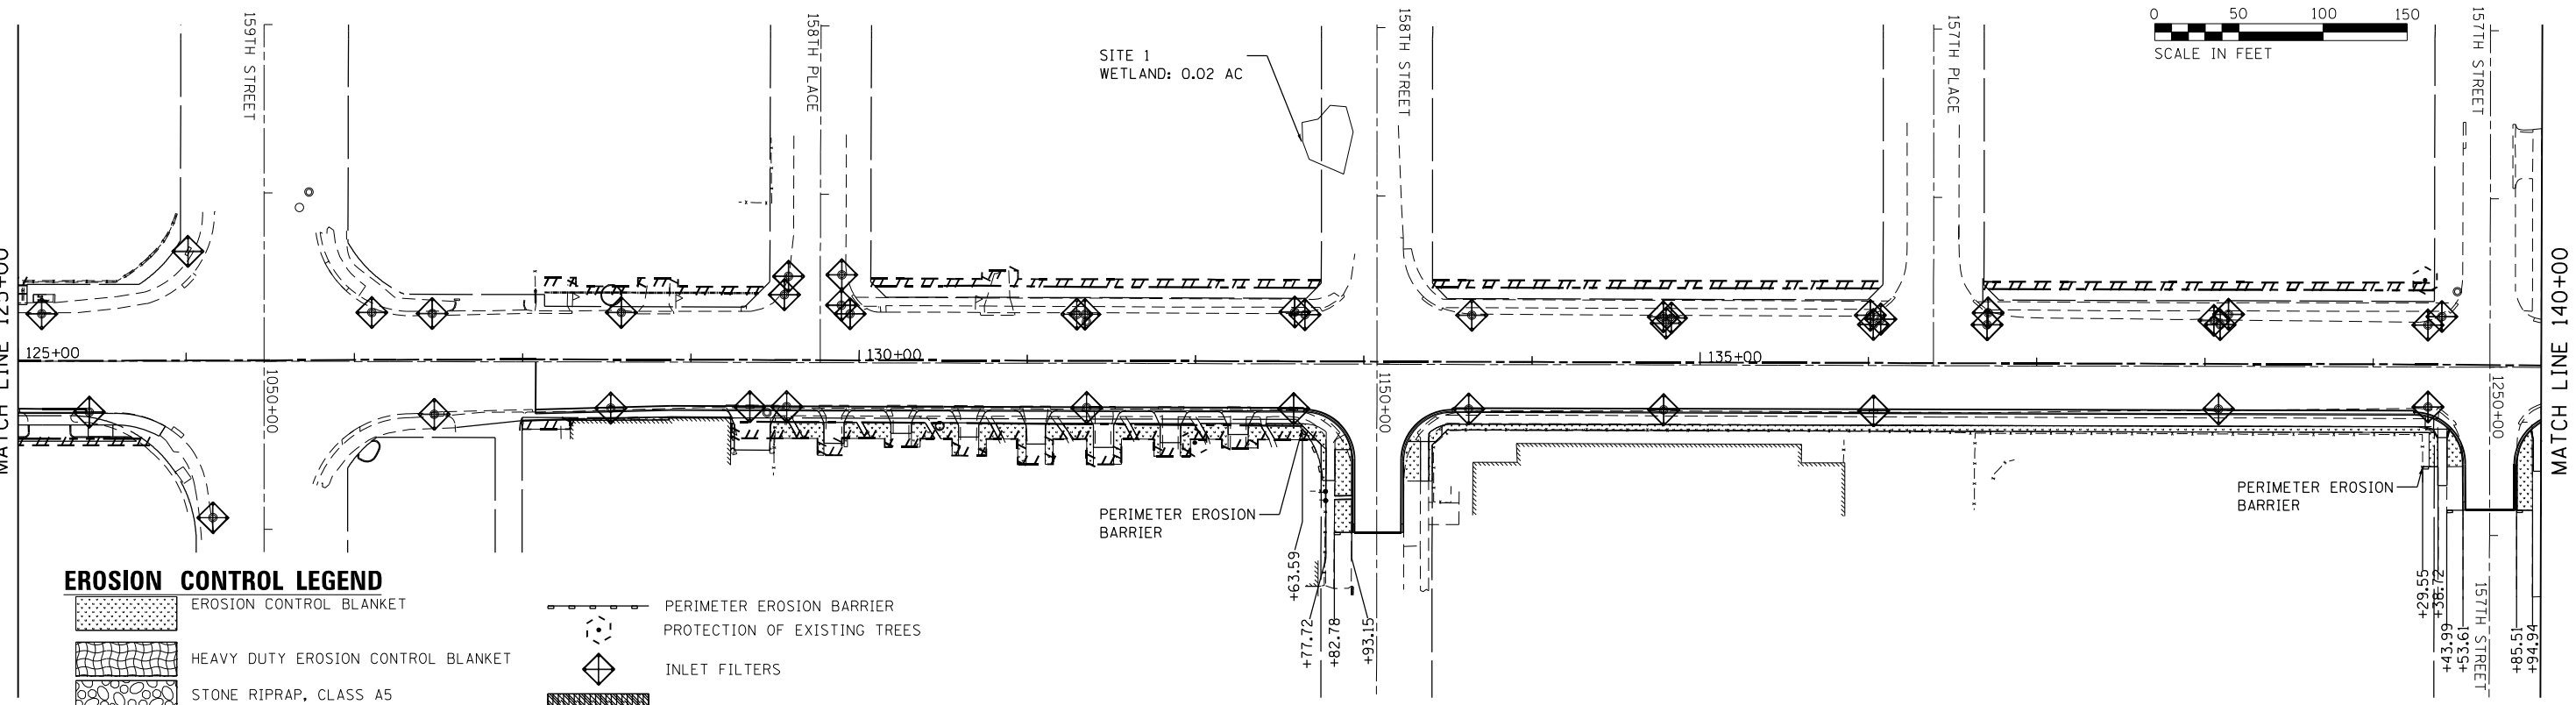 0 50 100 150
SCALE IN FEET
159TH STREET
158TH PLACE
SITE 1
WETLAND: 0.02 AC
158TH STREET
157TH PLACE
157TH STREET
MATCH LINE 125+00
125+00
130+00
135+00
MATCH LINE 140+00
1050+00
1150+00
1250+00
PERIMETER EROSION
BARRIER
PERIMETER EROSION
BARRIER
+63.59
+77.72
+82.78
+93.15
+29.55
+38.72
+43.99
+53.61
157TH STREET
+85.51
+94.94
EROSION CONTROL LEGEND
EROSION CONTROL BLANKET
HEAVY DUTY EROSION CONTROL BLANKET
STONE RIPRAP, CLASS A5
PERIMETER EROSION BARRIER
PROTECTION OF EXISTING TREES
INLET FILTERS